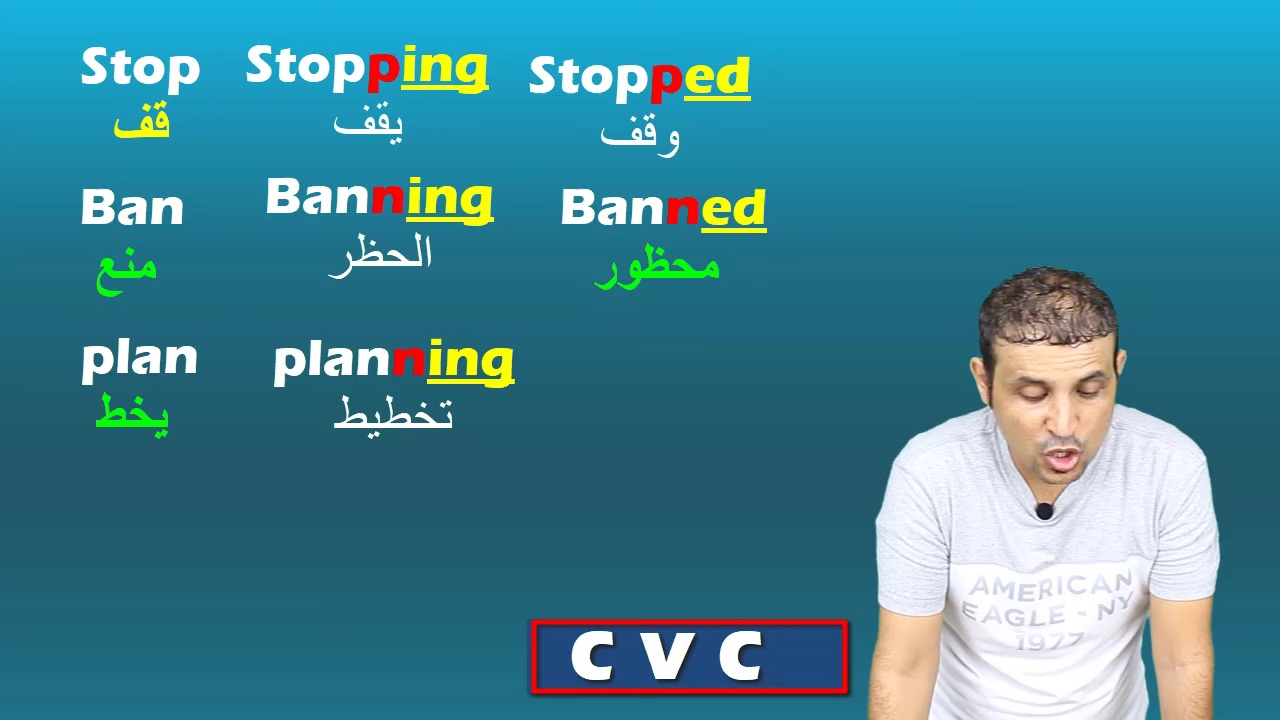 Stop Stopping Stopped
قف يقف وقف
Ban Banning Banned
منع الحظر محظور
plan planning
يخط تخطيط
C V C
AMERICAN
EAGLE - NY
1977